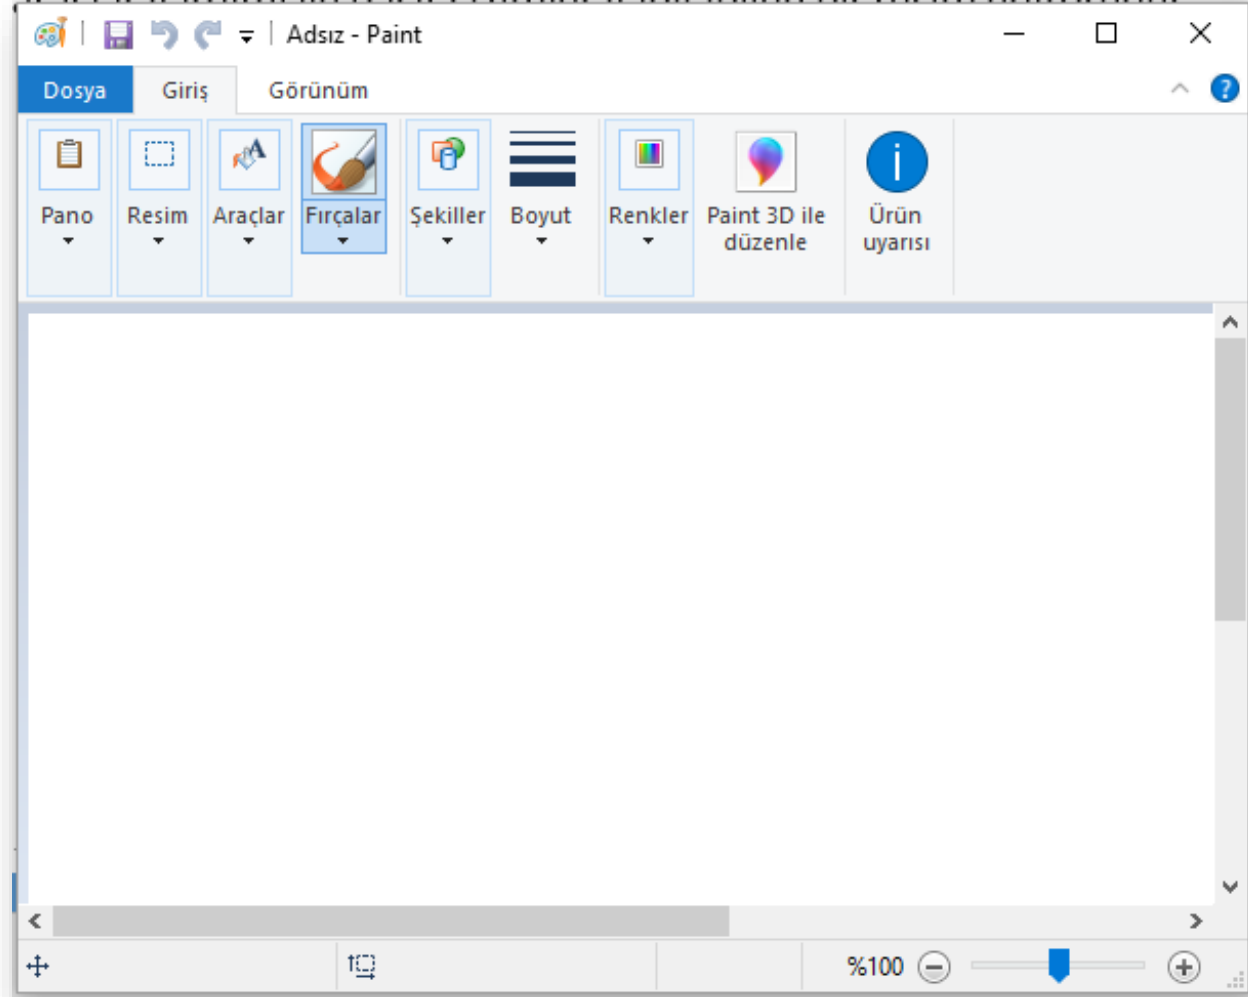 Adsız - Paint
Dosya Giriş Görünüm
Pano Resim Araçlar Fırçalar Şekiller Boyut Renkler Paint 3D ile düzenle Ürün uyarısı
%100